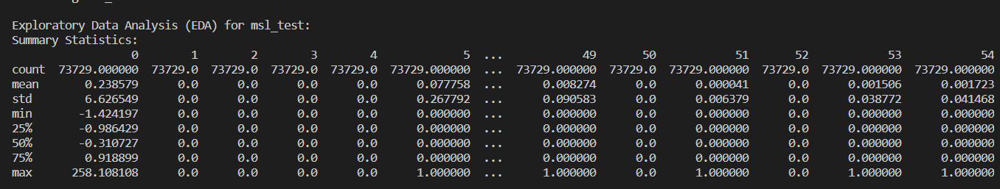 Exploratory Data Analysis (EDA) for msl_test:
Summary Statistics:
                 0        1        2        3        4             5  ...            49       50            51       52            53            54
count  73729.000000  73729.0  73729.0  73729.0  73729.0  73729.000000  ...  73729.000000  73729.0  73729.000000  73729.0  73729.000000  73729.000000
mean       0.238579      0.0      0.0      0.0      0.0      0.077758  ...      0.008274      0.0      0.000041      0.0      0.001506      0.001723
std        6.626549      0.0      0.0      0.0      0.0      0.267792  ...      0.090583      0.0      0.006379      0.0      0.038772      0.041468
min       -1.424197      0.0      0.0      0.0      0.0      0.000000  ...      0.000000      0.0      0.000000      0.0      0.000000      0.000000
25%       -0.986429      0.0      0.0      0.0      0.0      0.000000  ...      0.000000      0.0      0.000000      0.0      0.000000      0.000000
50%       -0.310727      0.0      0.0      0.0      0.0      0.000000  ...      0.000000      0.0      0.000000      0.0      0.000000      0.000000
75%        0.918899      0.0      0.0      0.0      0.0      0.000000  ...      0.000000      0.0      0.000000      0.0      0.000000      0.000000
max      258.108108      0.0      0.0      0.0      0.0      1.000000  ...      1.000000      0.0      1.000000      0.0      1.000000      1.000000